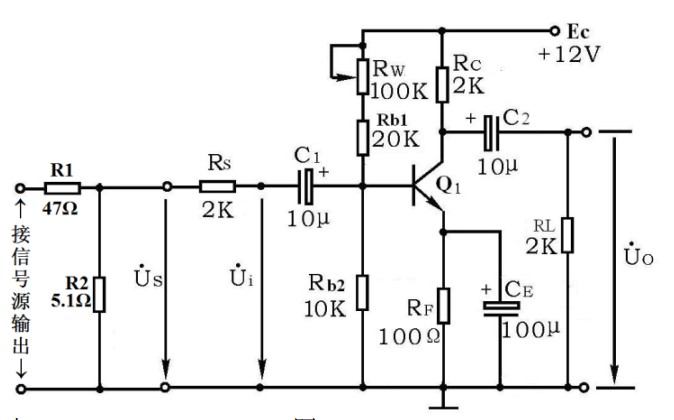 Ec
+12V
RW
100K
RC
2K
Rb1
20K
C2
+
10μ
R1
47Ω
RS
2K
C1
+
10μ
Q1
RL
2K
接信号源输出
R2
5.1Ω
U̇S
U̇i
Rb2
10K
RF
100Ω
+
CE
100μ
U̇O